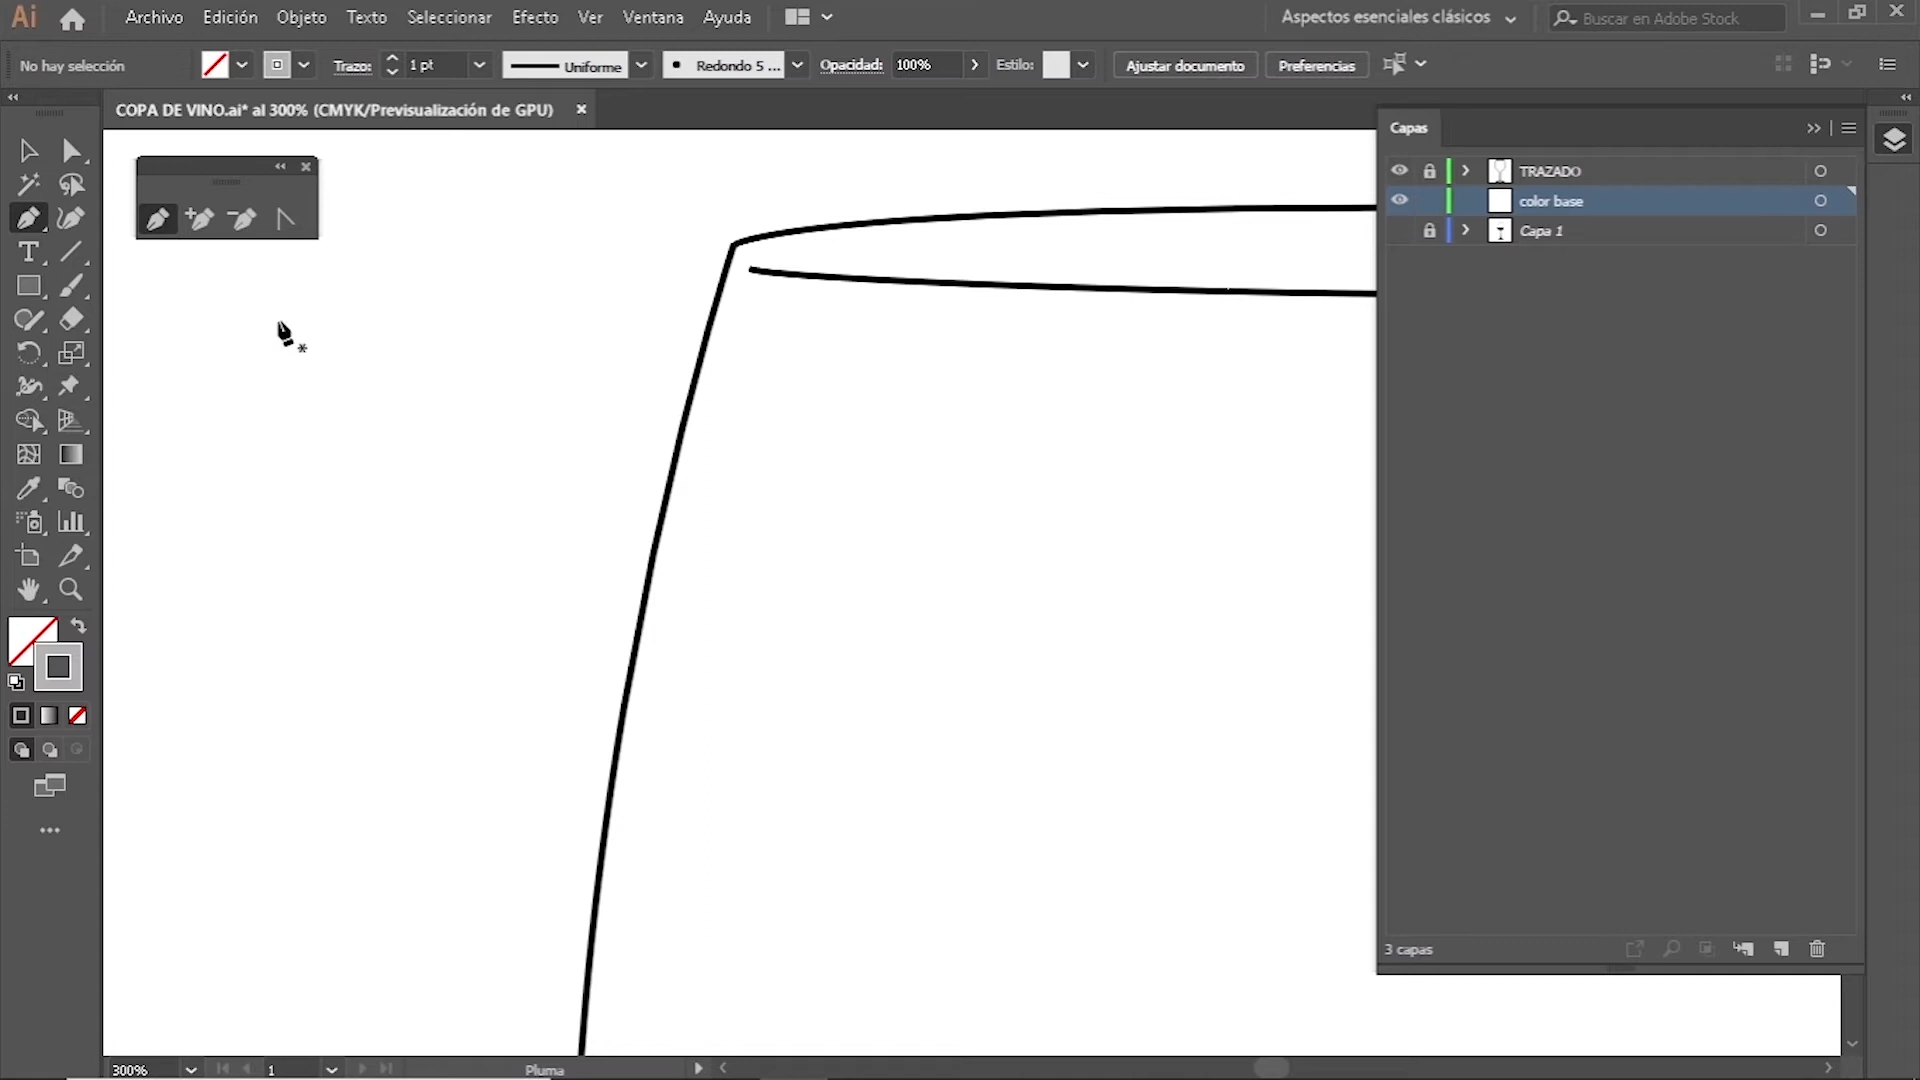 Ai Archivo Edición Objeto Texto Seleccionar Efecto Ver Ventana Ayuda Aspectos esenciales clásicos Buscar en Adobe Stock
No hay selección Trazo: 1 pt Uniforme Redondo 5 ... Opacidad: 100% Estilo: Ajustar documento Preferencias
COPA DE VINO.ai* al 300% (CMYK/Previsualización de GPU)
Capas
TRAZADO
color base
Capa 1
3 capas
300% 1 Pluma